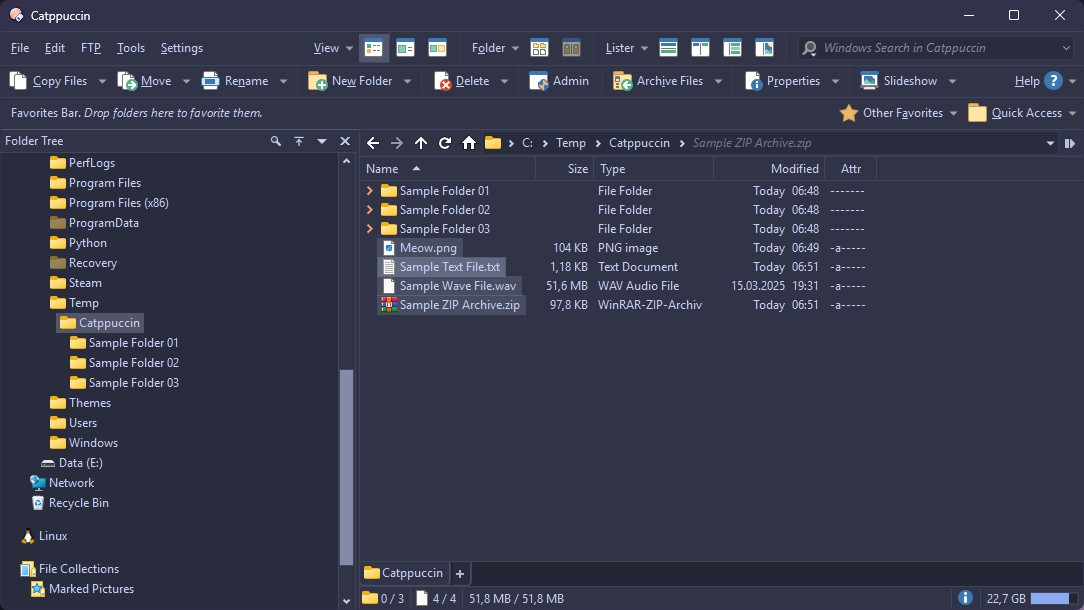 Catppuccin
File Edit FTP Tools Settings View Folder Lister Windows Search in Catppuccin
Copy Files Move Rename New Folder Delete Admin Archive Files Properties Slideshow Help
Favorites Bar. Drop folders here to favorite them. Other Favorites Quick Access
Folder Tree
PerfLogs
Program Files
Program Files (x86)
ProgramData
Python
Recovery
Steam
Temp
Catppuccin
Sample Folder 01
Sample Folder 02
Sample Folder 03
Themes
Users
Windows
Data (E:)
Network
Recycle Bin
Linux
File Collections
Marked Pictures
C: Temp Catppuccin Sample ZIP Archive.zip
Name Size Type Modified Attr
Sample Folder 01 File Folder Today 06:48 -------
Sample Folder 02 File Folder Today 06:48 -------
Sample Folder 03 File Folder Today 06:48 -------
Meow.png 104 KB PNG image Today 06:49 -a-----
Sample Text File.txt 1,18 KB Text Document Today 06:51 -a-----
Sample Wave File.wav 51,6 MB WAV Audio File 15.03.2025 19:31 -a-----
Sample ZIP Archive.zip 97,8 KB WinRAR-ZIP-Archiv Today 06:51 -a-----
Catppuccin +
0 / 3 4 / 4 51,8 MB / 51,8 MB 22,7 GB